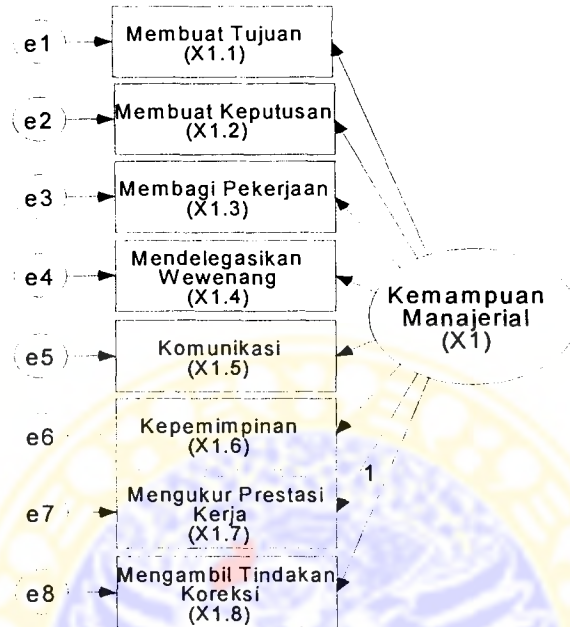 e1
Membuat Tujuan
(X1.1)
e2
Membuat Keputusan
(X1.2)
e3
Membagi Pekerjaan
(X1.3)
e4
Mendelegasikan
Wewenang
(X1.4)
Kemampuan
Manajerial
(X1)
e5
Komunikasi
(X1.5)
e6
Kepemimpinan
(X1.6)
1
e7
Mengukur Prestasi
Kerja
(X1.7)
e8
Mengambil Tindakan
Koreksi
(X1.8)